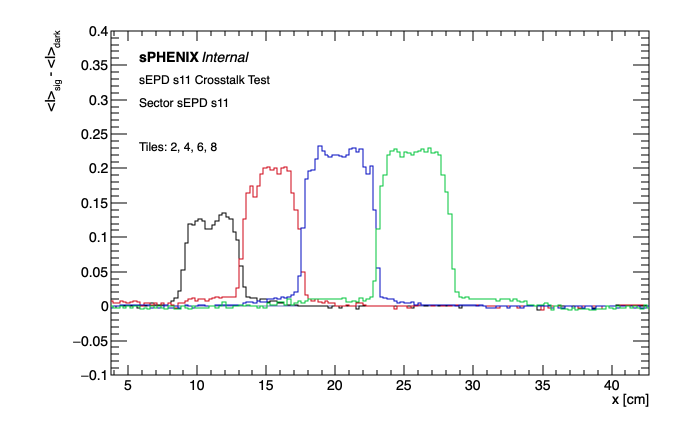 <I>sig - <I>dark
0.4
0.35
0.3
0.25
0.2
0.15
0.1
0.05
0
−0.05
−0.1
sPHENIX Internal
sEPD s11 Crosstalk Test
Sector sEPD s11
Tiles: 2, 4, 6, 8
5 10 15 20 25 30 35 40
x [cm]